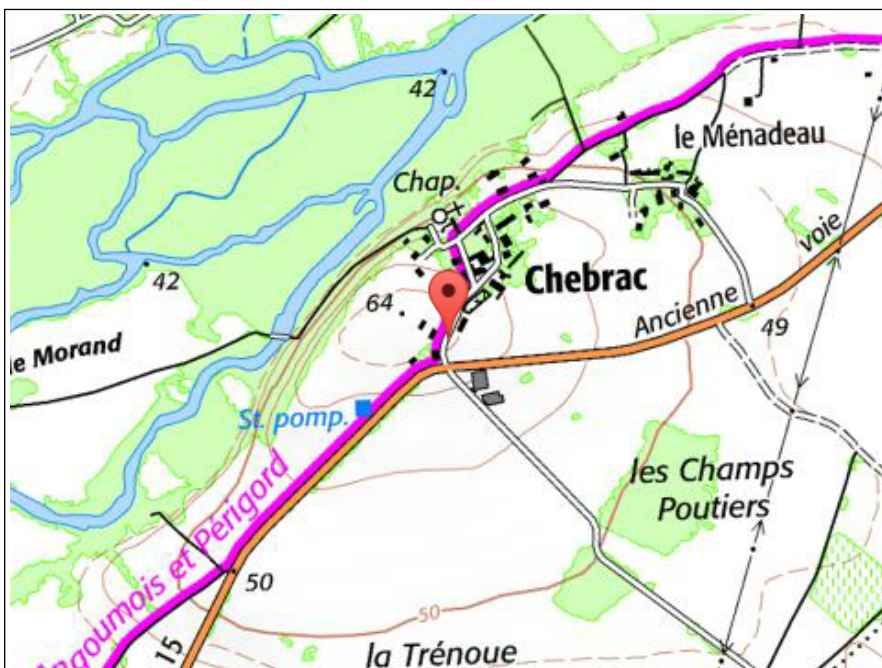 42
le Ménadeau
Chap.
voie
42
Chebrac
64
Ancienne
49
le Morand
St. pomp.
les Champs
Poutiers
Angoumois et Périgord
50
50
15
la Trénoue